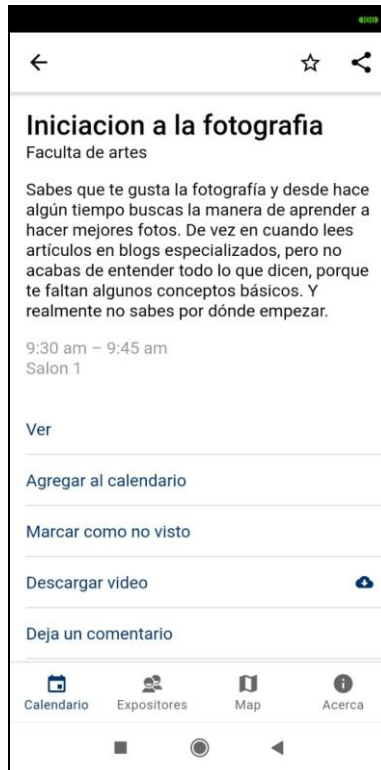 Iniciacion a la fotografia
Faculta de artes
Sabes que te gusta la fotografía y desde hace
algún tiempo buscas la manera de aprender a
hacer mejores fotos. De vez en cuando lees
artículos en blogs especializados, pero no
acabas de entender todo lo que dicen, porque
te faltan algunos conceptos básicos. Y
realmente no sabes por dónde empezar.
9:30 am – 9:45 am
Salon 1
Ver
Agregar al calendario
Marcar como no visto
Descargar video
Deja un comentario
Calendario Expositores Map Acerca